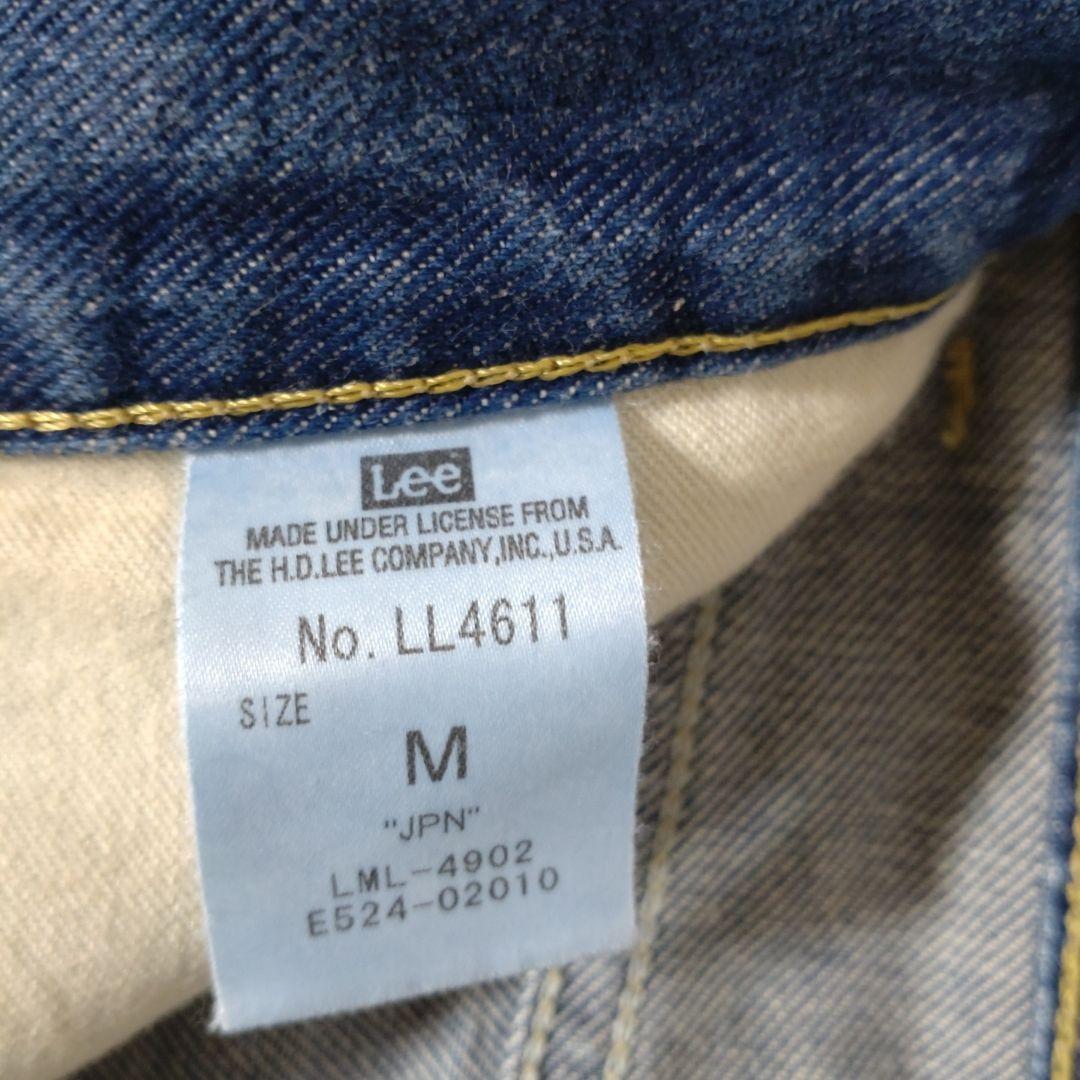 Lee
MADE UNDER LICENSE FROM
THE H.D.LEE COMPANY,INC.,U.S.A.
No. LL4611
SIZE
M
"JPN"
LML-4902
E524-02010